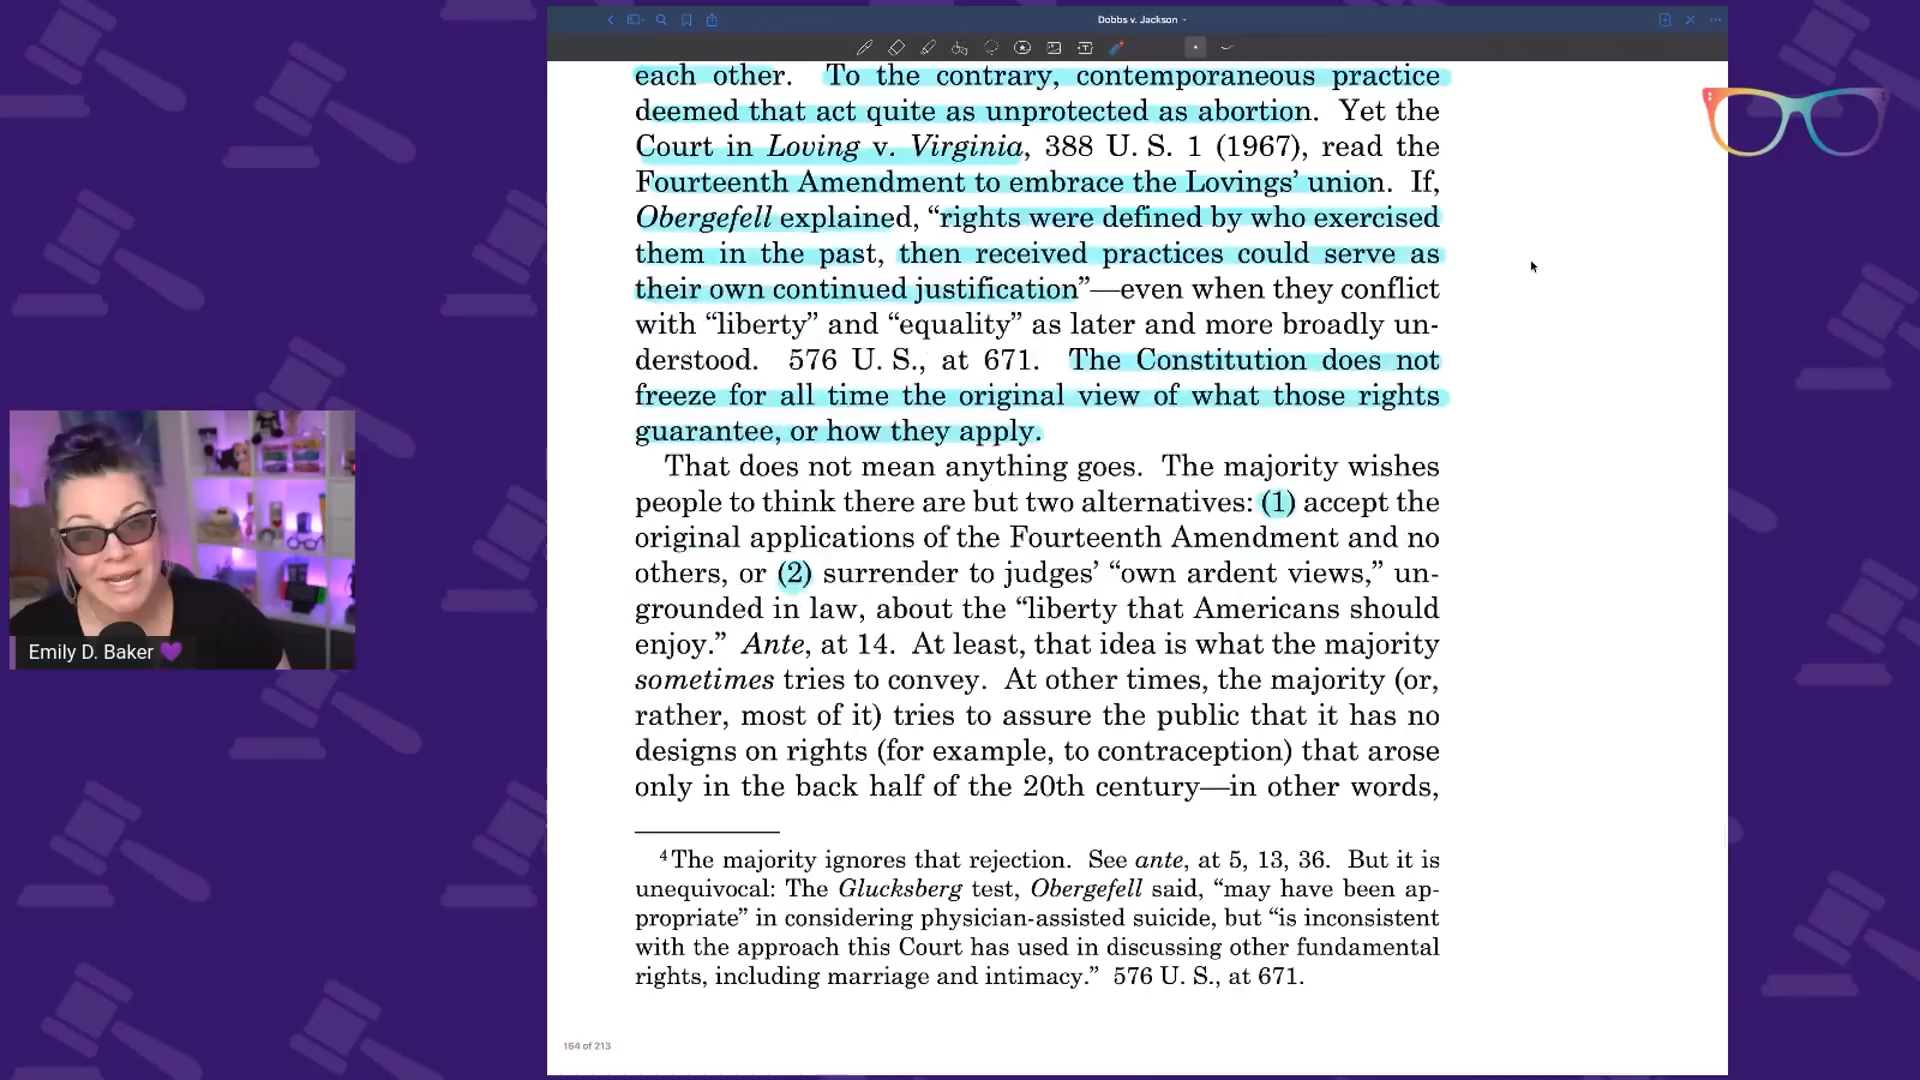 Dobbs v. Jackson
each other. To the contrary, contemporaneous practice
deemed that act quite as unprotected as abortion. Yet the
Court in Loving v. Virginia, 388 U. S. 1 (1967), read the
Fourteenth Amendment to embrace the Lovings’ union. If,
Obergefell explained, “rights were defined by who exercised
them in the past, then received practices could serve as
their own continued justification”—even when they conflict
with “liberty” and “equality” as later and more broadly un-
derstood. 576 U. S., at 671. The Constitution does not
freeze for all time the original view of what those rights
guarantee, or how they apply.
That does not mean anything goes. The majority wishes
people to think there are but two alternatives: (1) accept the
original applications of the Fourteenth Amendment and no
others, or (2) surrender to judges’ “own ardent views,” un-
grounded in law, about the “liberty that Americans should
enjoy.” Ante, at 14. At least, that idea is what the majority
sometimes tries to convey. At other times, the majority (or,
rather, most of it) tries to assure the public that it has no
designs on rights (for example, to contraception) that arose
only in the back half of the 20th century—in other words,
4 The majority ignores that rejection. See ante, at 5, 13, 36. But it is
unequivocal: The Glucksberg test, Obergefell said, “may have been ap-
propriate” in considering physician-assisted suicide, but “is inconsistent
with the approach this Court has used in discussing other fundamental
rights, including marriage and intimacy.” 576 U. S., at 671.
164 of 213
Emily D. Baker 💜